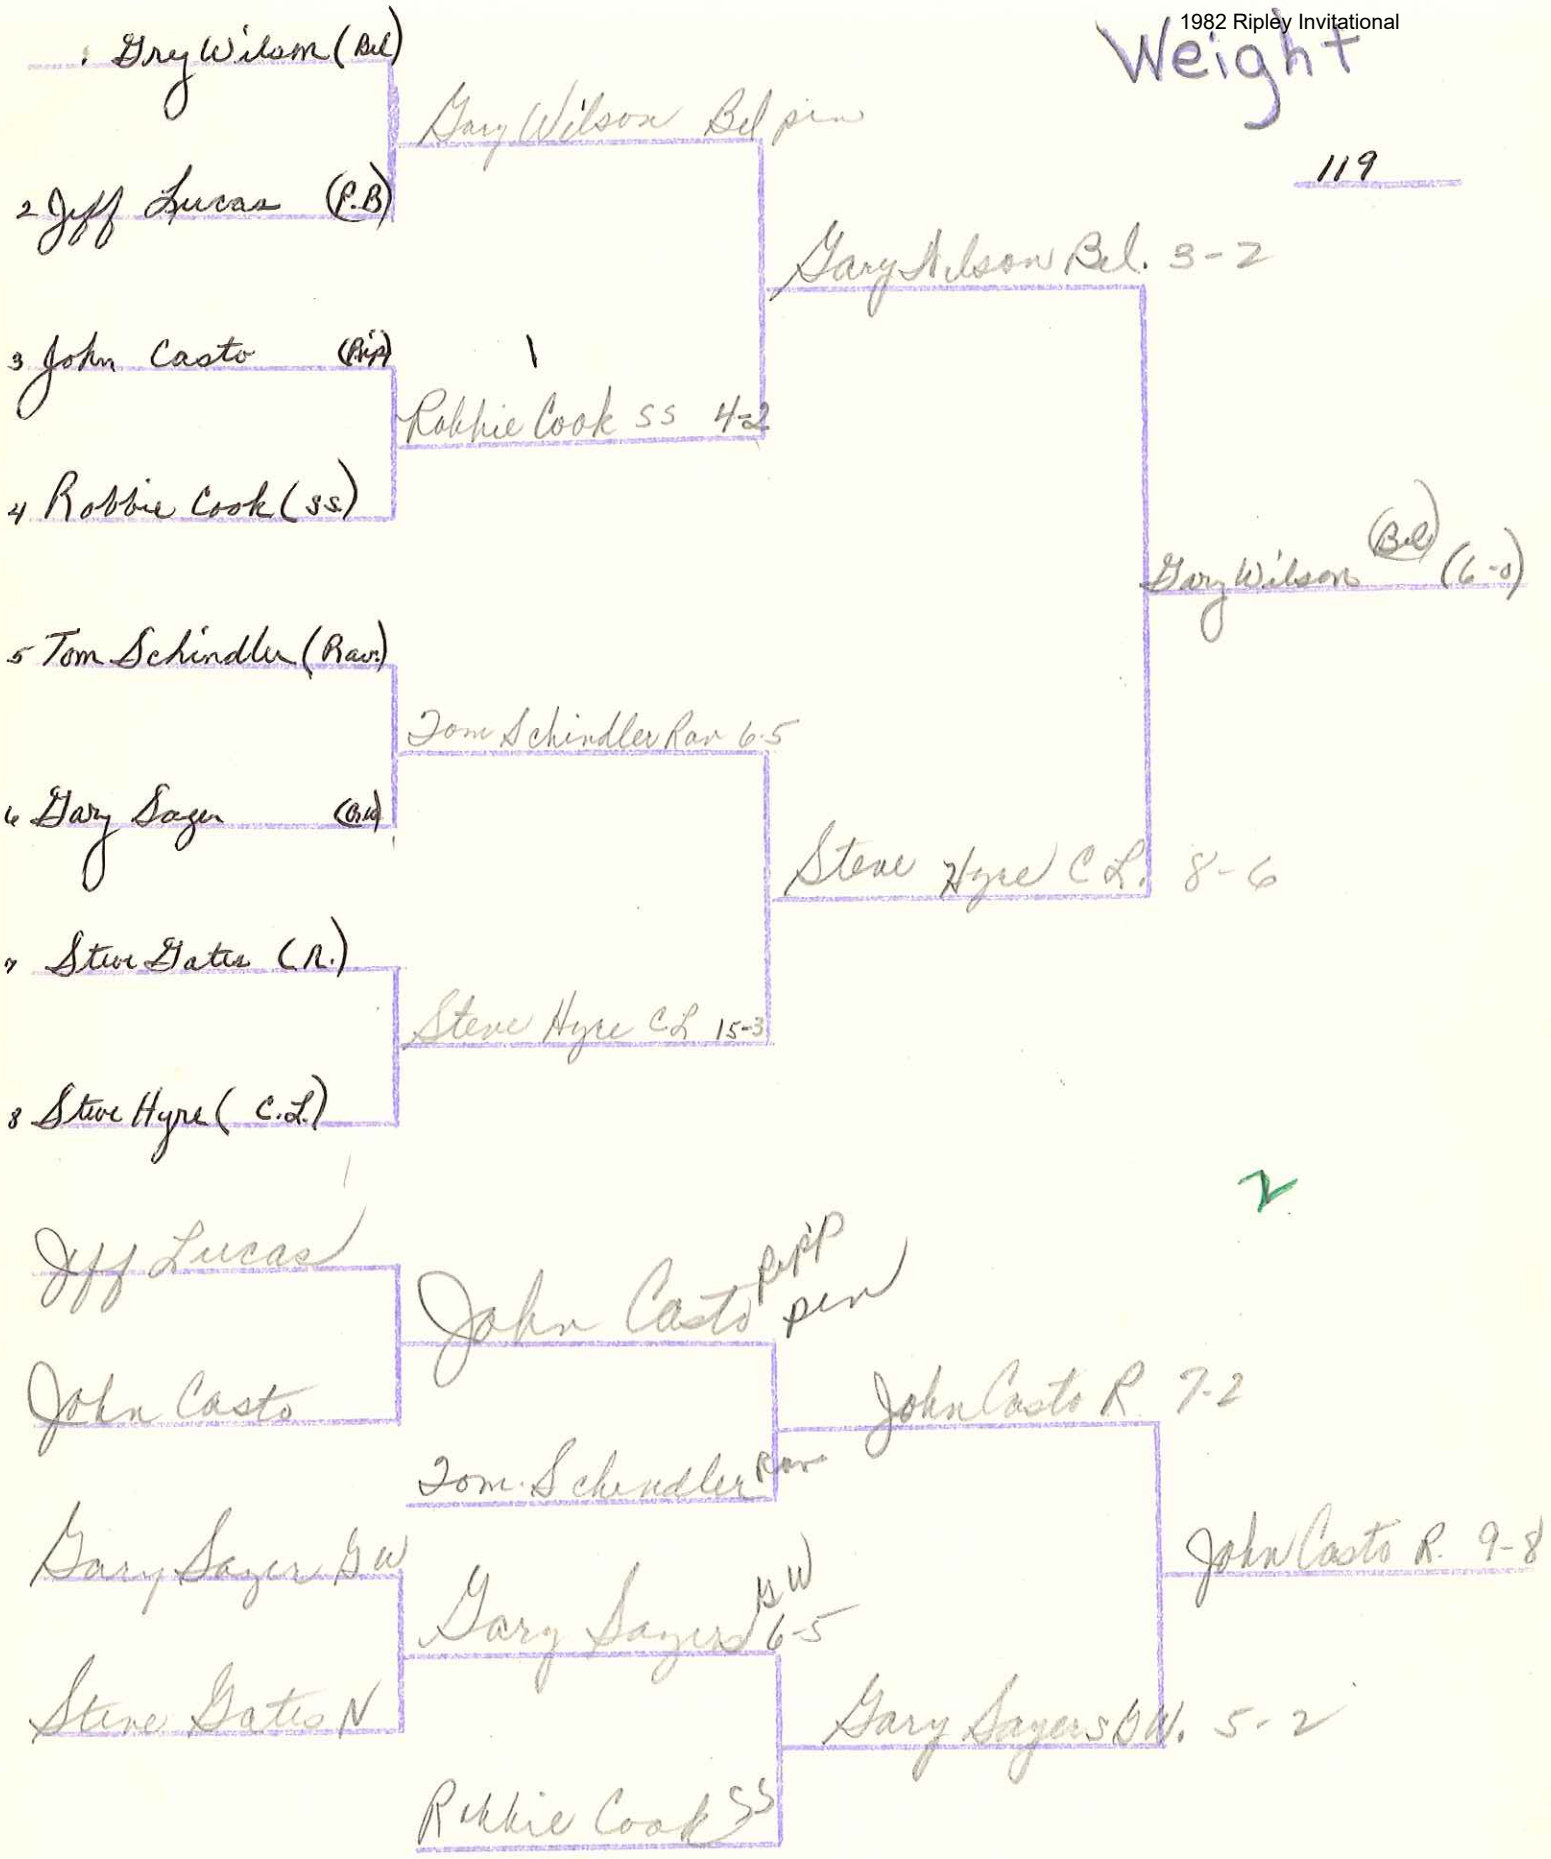 1982 Ripley Invitational
Weight
119
Gry Wilson (Bel)
Gary Wilson Bel pin
2 Jeff Lucas (P.B)
Gary Wilson Bel. 3-2
3 John Casto (Rip)
Robbie Cook SS 4-2
4 Robbie Cook (SS.)
Gary Wilson (Bel) (6-0)
5 Tom Schindler (Rav.)
Tom Schindler Rav 6-5
6 Gary Sayer (G.W)
Steve Hyre C L. 8-6
7 Steve Gates (N.)
Steve Hyre CL 15-3
8 Steve Hyre (C.L.)
2
Jeff Lucas
John Casto Ripp pin
John Casto
John Casto R 7-2
Tom Schindler Rav
Gary Sayer G W
John Casto R. 9-8
Gary Sayers G W 6-5
Steve Gates N
Gary Sayers G W. 5-2
Robbie Cook SS